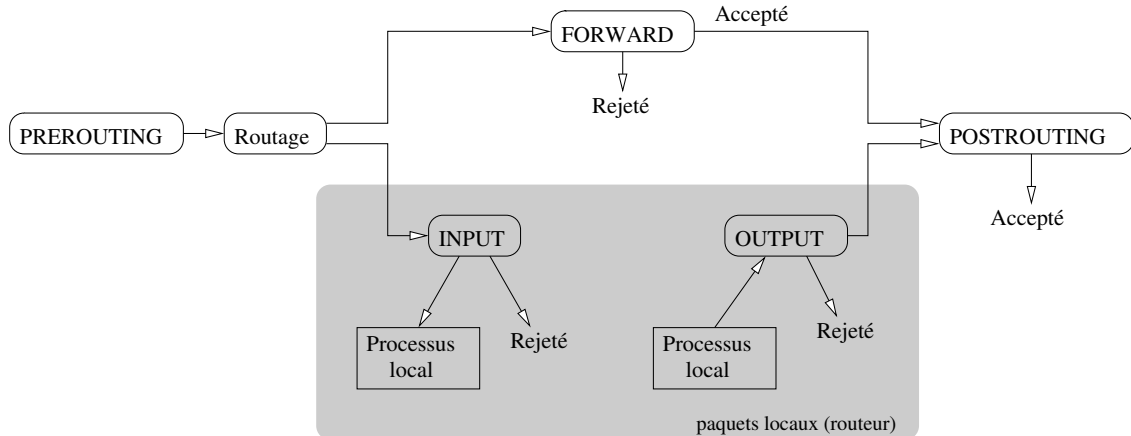 Accepté
FORWARD
Rejeté
PREROUTING
Routage
POSTROUTING
Accepté
INPUT
OUTPUT
Processus
local
Rejeté
Processus
local
Rejeté
paquets locaux (routeur)